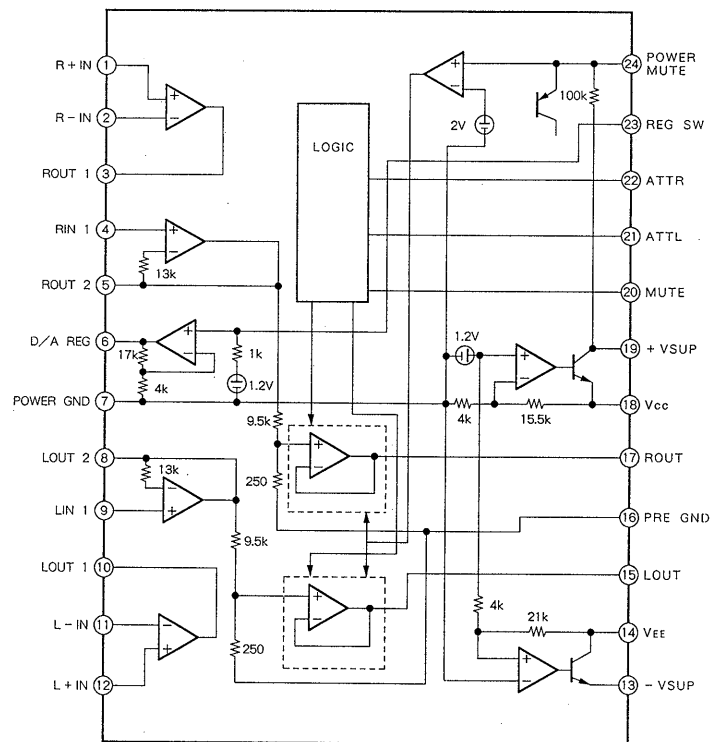 R+IN 1
R-IN 2
ROUT 1 3
RIN 1 4
ROUT 2 5
D/A REG 6
POWER GND 7
LOUT 2 8
LIN 1 9
LOUT 1 10
L-IN 11
L+IN 12
+
-
+
-
13k
17k
4k
+
-
1k
1.2V
13k
-
+
-
+
LOGIC
9.5k
250
+
-
9.5k
250
+
-
+
-
2V
100k
1.2V
+
-
4k
15.5k
4k
21k
+
-
24 POWER
MUTE
23 REG SW
22 ATTR
21 ATTL
20 MUTE
19 +VSUP
18 Vcc
17 ROUT
16 PRE GND
15 LOUT
14 VEE
13 -VSUP